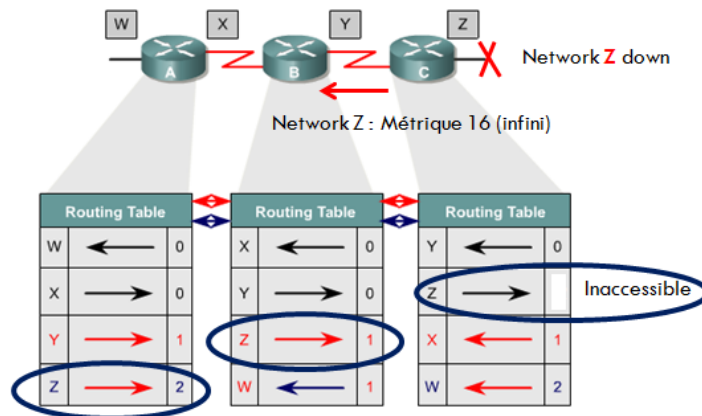 W X Y Z
A B C
Network Z down
Network Z : Métrique 16 (infini)
Routing Table Routing Table Routing Table
W 0 X 0 Y 0
X 0 Y 0 Z Inaccessible
Y 1 Z 1 X 1
Z 2 W 1 W 2